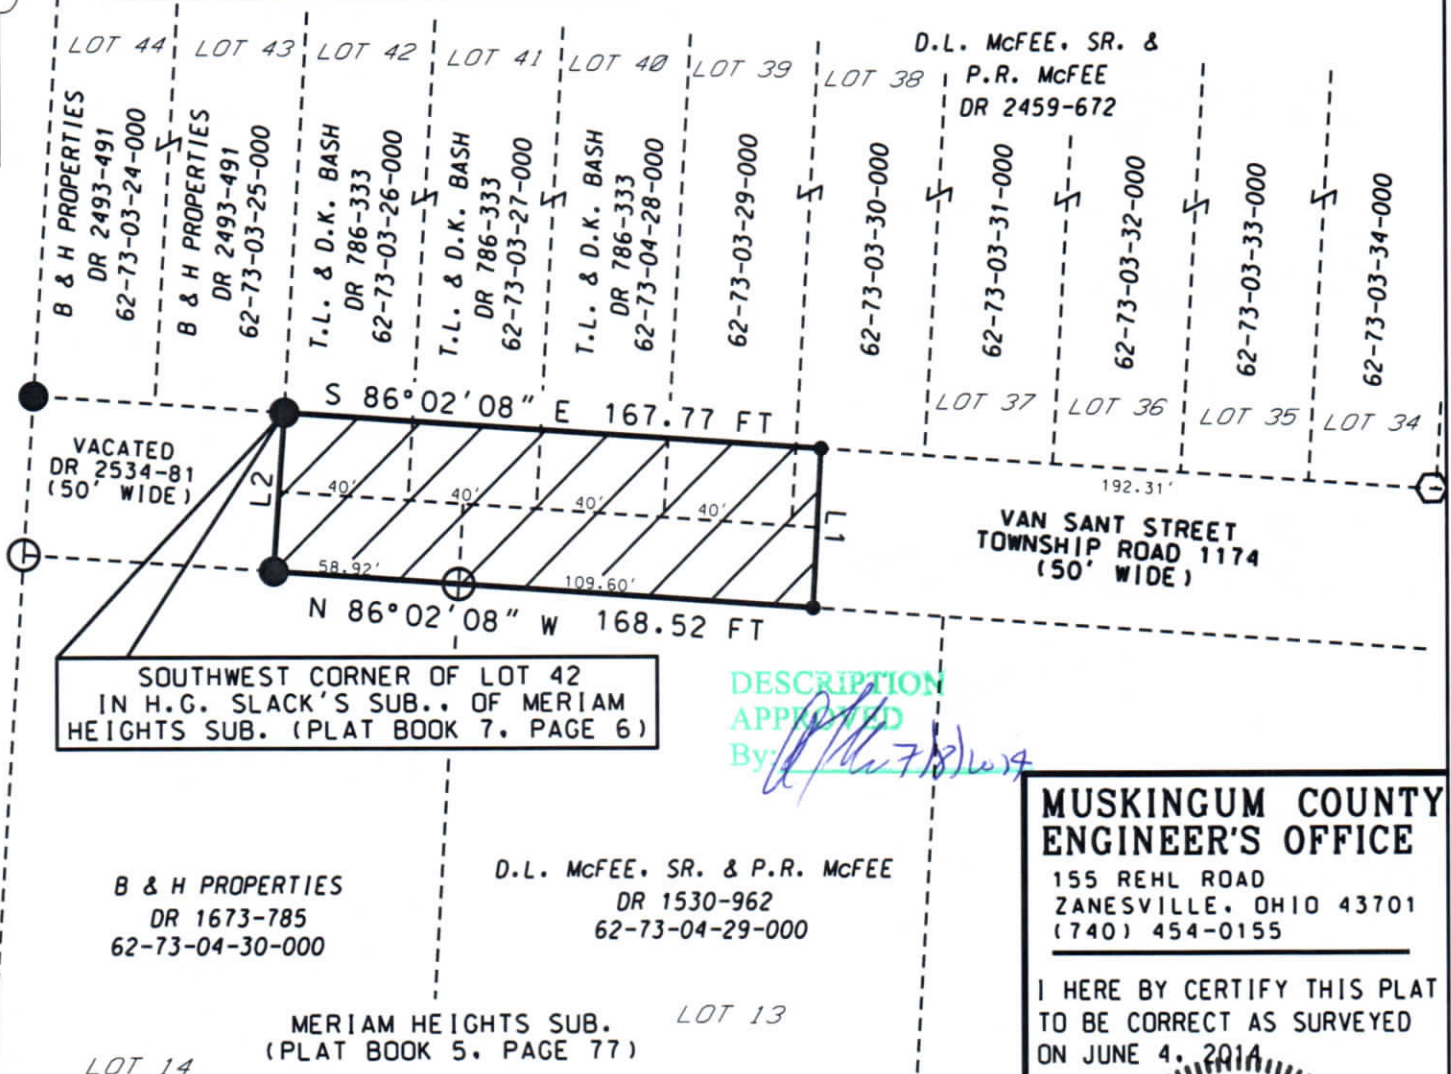 LOT 44
LOT 43
LOT 42
LOT 41
LOT 40
LOT 39
LOT 38
D.L. McFEE, SR. &
P.R. McFEE
DR 2459-672
B & H PROPERTIES
DR 2493-491
62-73-03-24-000
B & H PROPERTIES
DR 2493-491
62-73-03-25-000
T.L. & D.K. BASH
DR 786-333
62-73-03-26-000
T.L. & D.K. BASH
DR 786-333
62-73-03-27-000
T.L. & D.K. BASH
DR 786-333
62-73-04-28-000
62-73-03-29-000
62-73-03-30-000
62-73-03-31-000
62-73-03-32-000
62-73-03-33-000
62-73-03-34-000
LOT 37
LOT 36
LOT 35
LOT 34
S 86°02'08" E 167.77 FT
VACATED
DR 2534-81
(50' WIDE)
L2
40'
40'
40'
40'
L1
192.31'
VAN SANT STREET
TOWNSHIP ROAD 1174
(50' WIDE)
58.92'
109.60'
N 86°02'08" W 168.52 FT
SOUTHWEST CORNER OF LOT 42
IN H.G. SLACK'S SUB., OF MERIAM
HEIGHTS SUB. (PLAT BOOK 7, PAGE 6)
DESCRIPTION
APPROVED
By: 7/8/2014
B & H PROPERTIES
DR 1673-785
62-73-04-30-000
D.L. McFEE, SR. & P.R. McFEE
DR 1530-962
62-73-04-29-000
MERIAM HEIGHTS SUB.
(PLAT BOOK 5, PAGE 77)
LOT 13
LOT 14
MUSKINGUM COUNTY
ENGINEER'S OFFICE
155 REHL ROAD
ZANESVILLE, OHIO 43701
(740) 454-0155
I HERE BY CERTIFY THIS PLAT
TO BE CORRECT AS SURVEYED
ON JUNE 4, 2014